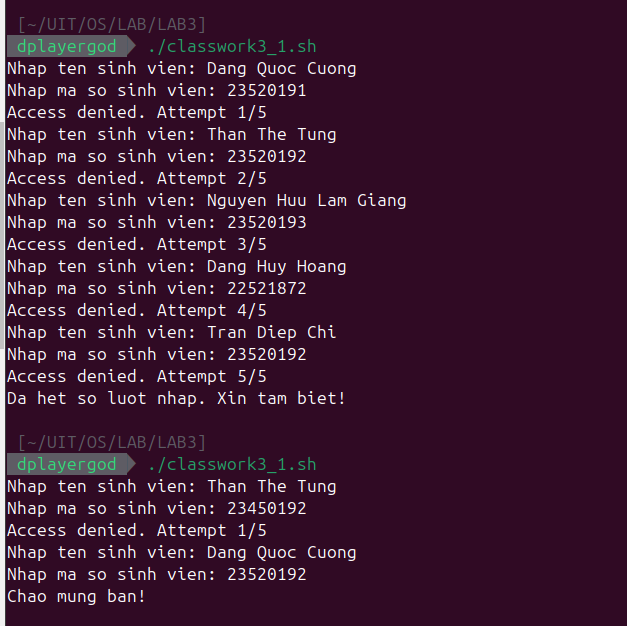 [~/UIT/OS/LAB/LAB3]
dplayergod ./classwork3_1.sh
Nhap ten sinh vien: Dang Quoc Cuong
Nhap ma so sinh vien: 23520191
Access denied. Attempt 1/5
Nhap ten sinh vien: Than The Tung
Nhap ma so sinh vien: 23520192
Access denied. Attempt 2/5
Nhap ten sinh vien: Nguyen Huu Lam Giang
Nhap ma so sinh vien: 23520193
Access denied. Attempt 3/5
Nhap ten sinh vien: Dang Huy Hoang
Nhap ma so sinh vien: 22521872
Access denied. Attempt 4/5
Nhap ten sinh vien: Tran Diep Chi
Nhap ma so sinh vien: 23520192
Access denied. Attempt 5/5
Da het so luot nhap. Xin tam biet!
[~/UIT/OS/LAB/LAB3]
dplayergod ./classwork3_1.sh
Nhap ten sinh vien: Than The Tung
Nhap ma so sinh vien: 23450192
Access denied. Attempt 1/5
Nhap ten sinh vien: Dang Quoc Cuong
Nhap ma so sinh vien: 23520192
Chao mung ban!